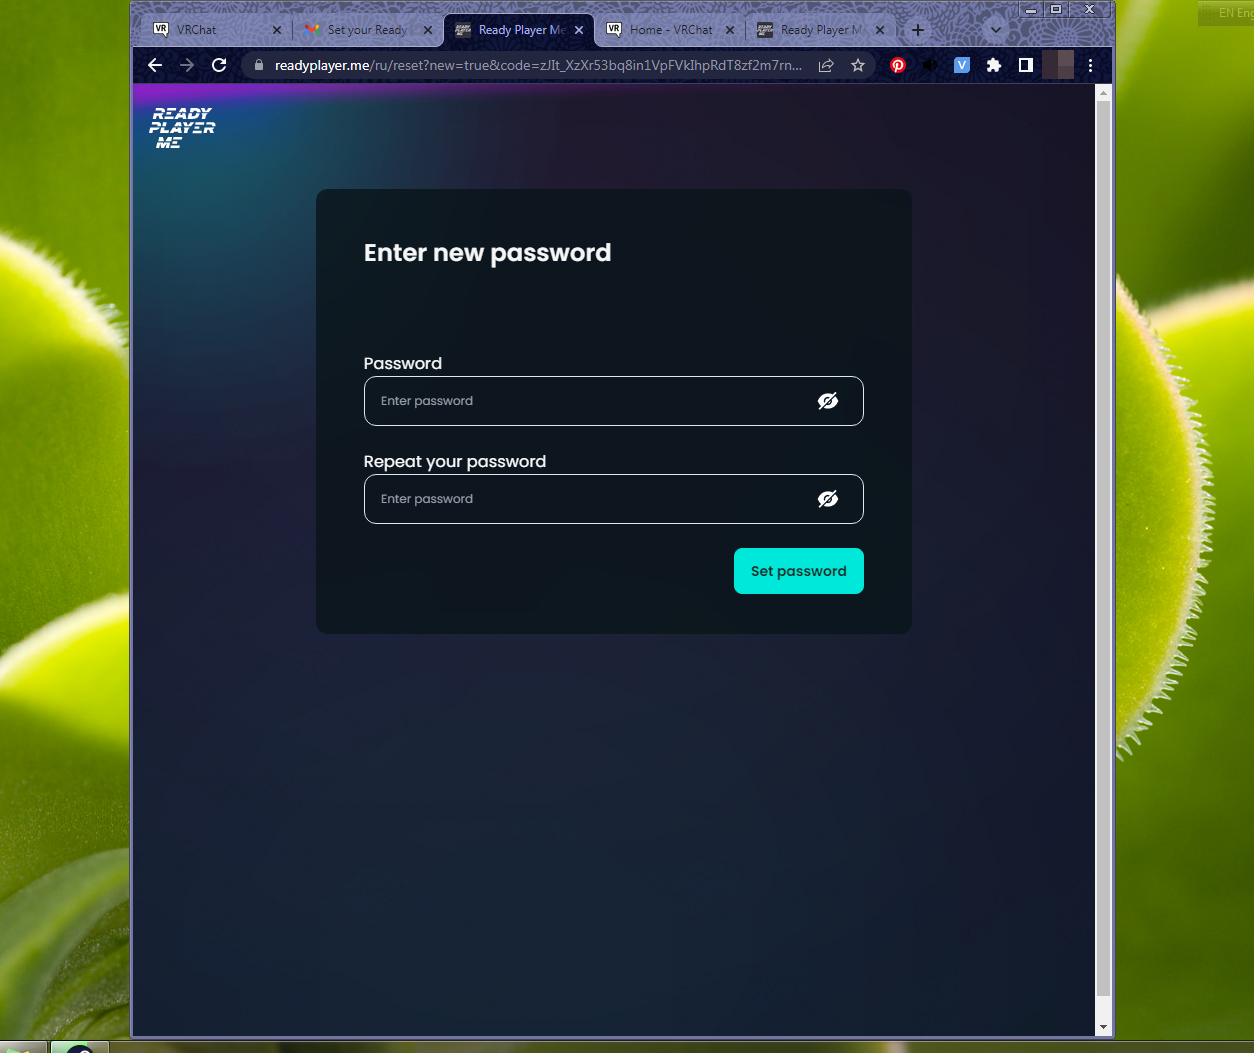 EN Eng
VRChat
Set your Ready
Ready Player Me
Home - VRChat
Ready Player M
readyplayer.me/ru/reset?new=true&code=zJIt_XzXr53bq8in1VpFVkIhpRdT8zf2m7rn...
READY
PLAYER
ME
Enter new password
Password
Enter password
Repeat your password
Enter password
Set password